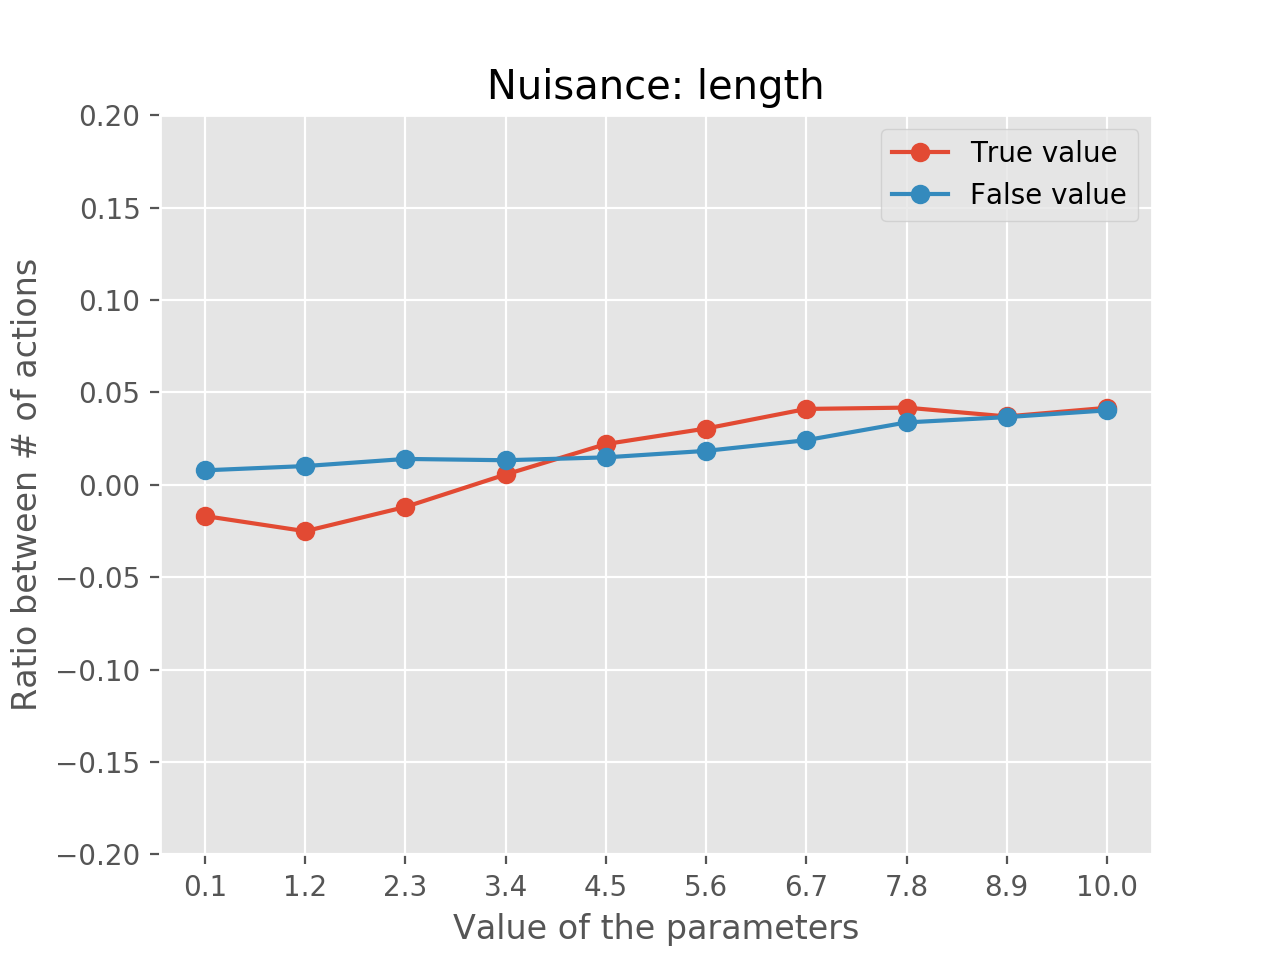 Nuisance: length
True value
False value
Ratio between # of actions
0.20
0.15
0.10
0.05
0.00
−0.05
−0.10
−0.15
−0.20
0.1 1.2 2.3 3.4 4.5 5.6 6.7 7.8 8.9 10.0
Value of the parameters